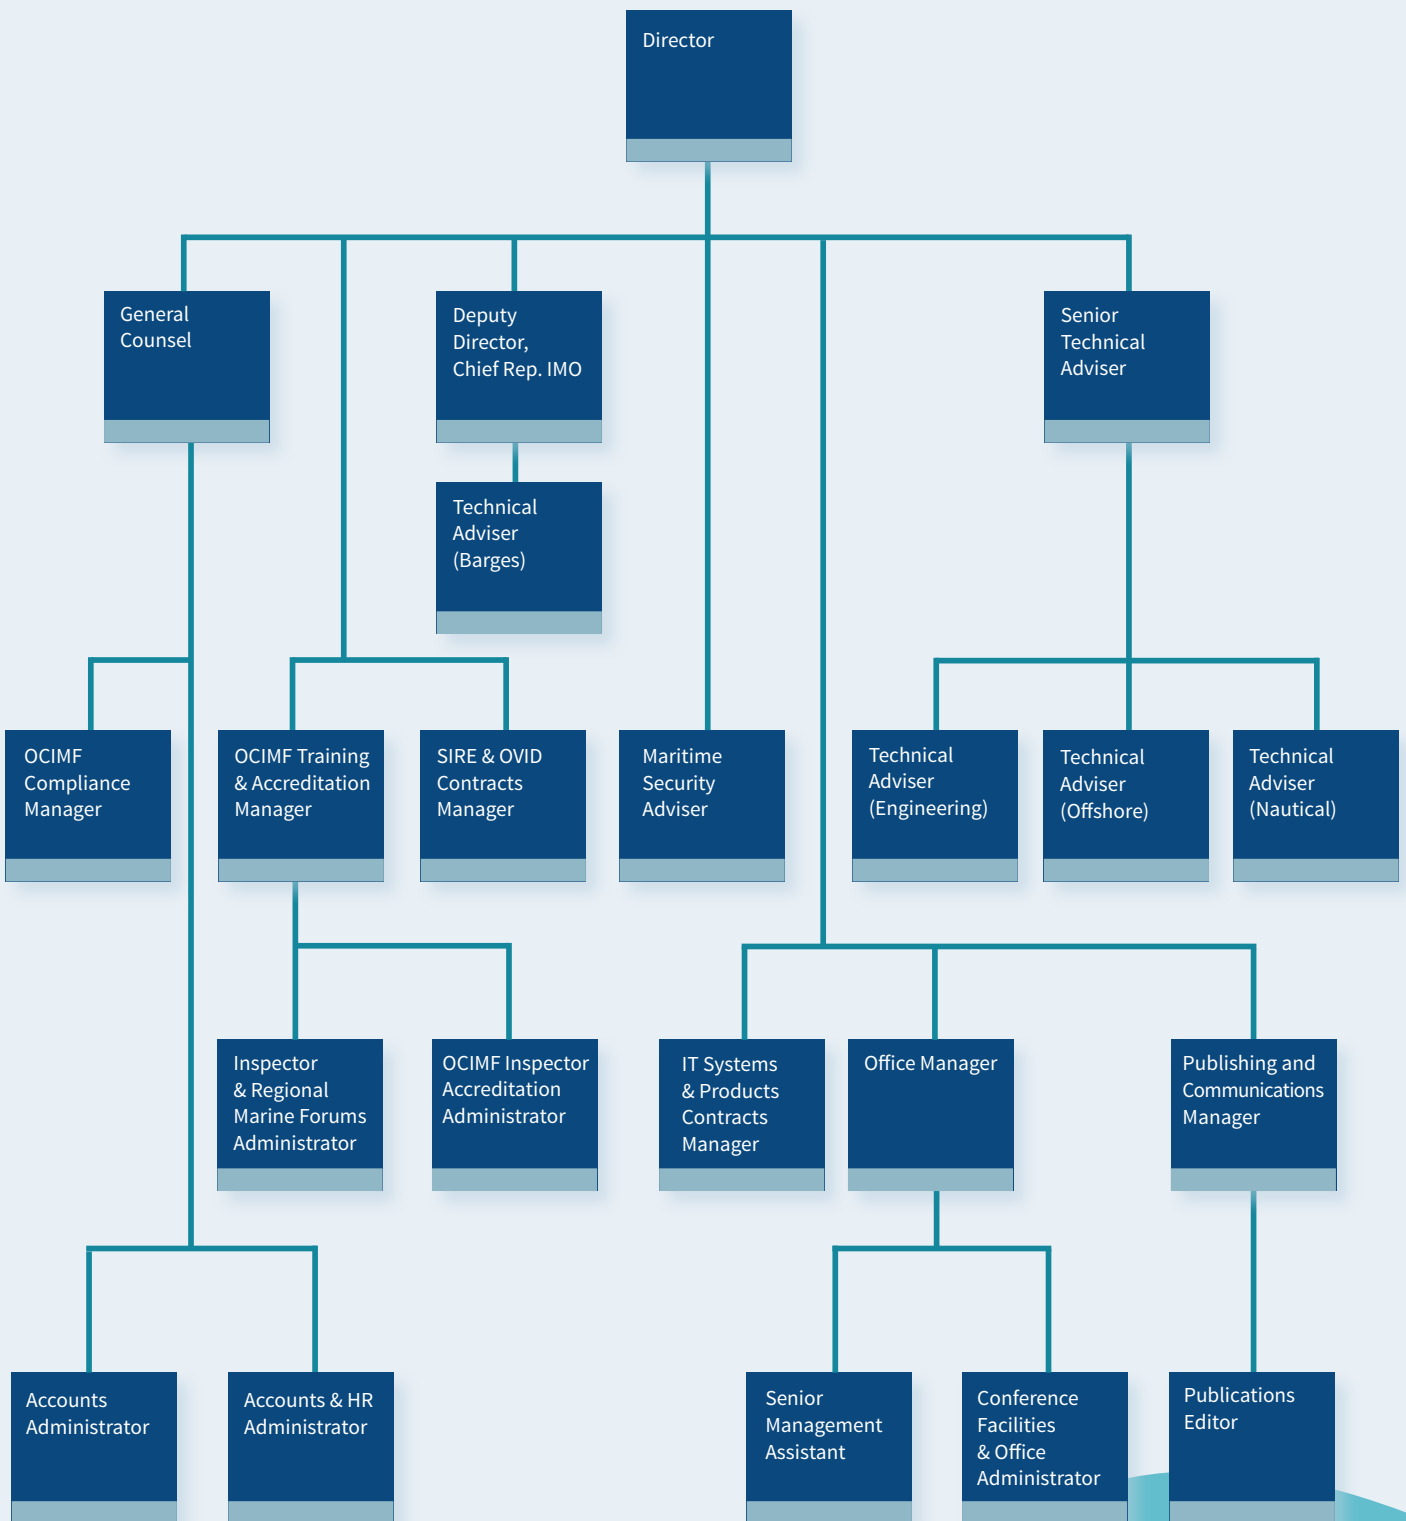 Director
General
Counsel
Deputy
Director,
Chief Rep. IMO
Senior
Technical
Adviser
Technical
Adviser
(Barges)
OCIMF
Compliance
Manager
OCIMF Training
& Accreditation
Manager
SIRE & OVID
Contracts
Manager
Maritime
Security
Adviser
Technical
Adviser
(Engineering)
Technical
Adviser
(Offshore)
Technical
Adviser
(Nautical)
Inspector
& Regional
Marine Forums
Administrator
OCIMF Inspector
Accreditation
Administrator
IT Systems
& Products
Contracts
Manager
Office Manager
Publishing and
Communications
Manager
Accounts
Administrator
Accounts & HR
Administrator
Senior
Management
Assistant
Conference
Facilities
& Office
Administrator
Publications
Editor